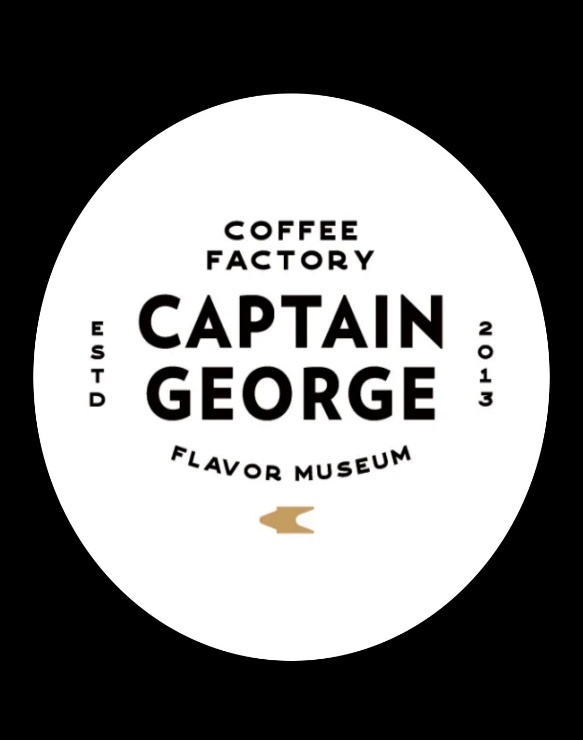 COFFEE
FACTORY
CAPTAIN
GEORGE
ESTD
2013
FLAVOR MUSEUM